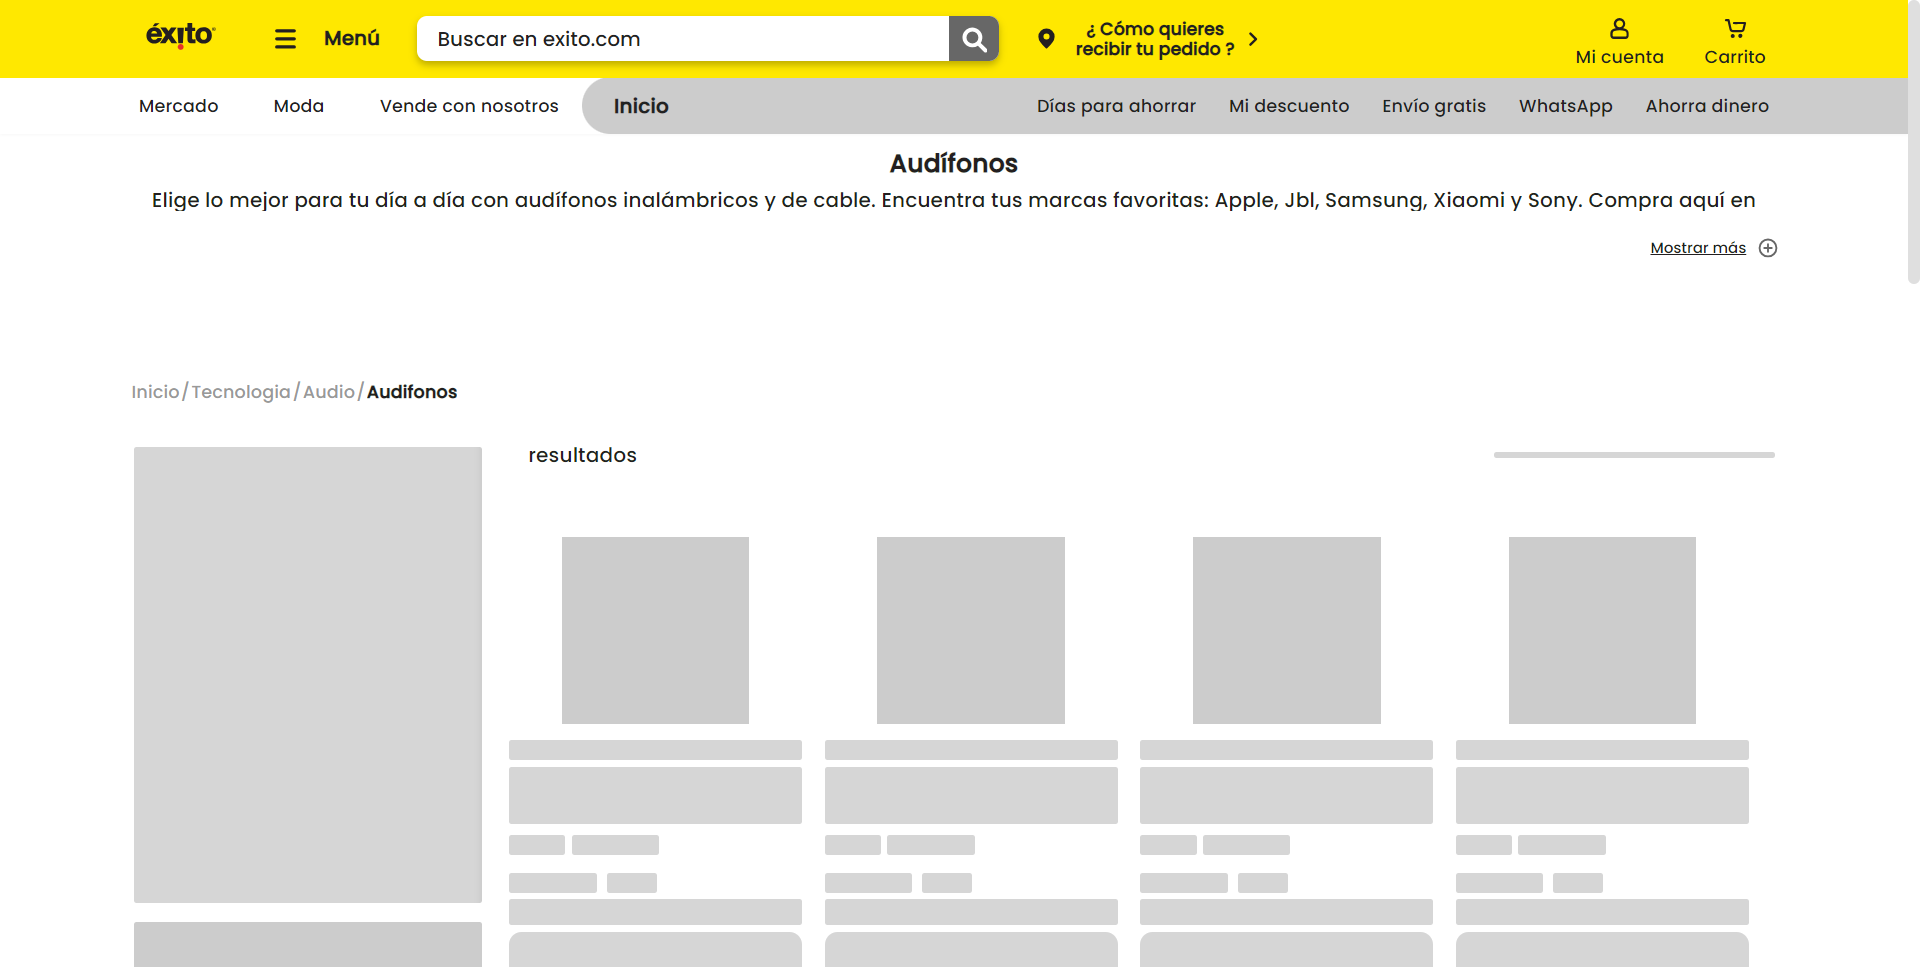 éxito
Menú
Buscar en exito.com
¿ Cómo quieres
recibir tu pedido ?
Mi cuenta
Carrito
Mercado
Moda
Vende con nosotros
Inicio
Días para ahorrar
Mi descuento
Envío gratis
WhatsApp
Ahorra dinero
Audífonos
Elige lo mejor para tu día a día con audífonos inalámbricos y de cable. Encuentra tus marcas favoritas: Apple, Jbl, Samsung, Xiaomi y Sony. Compra aquí en
Mostrar más
Inicio/Tecnologia/Audio/Audifonos
resultados